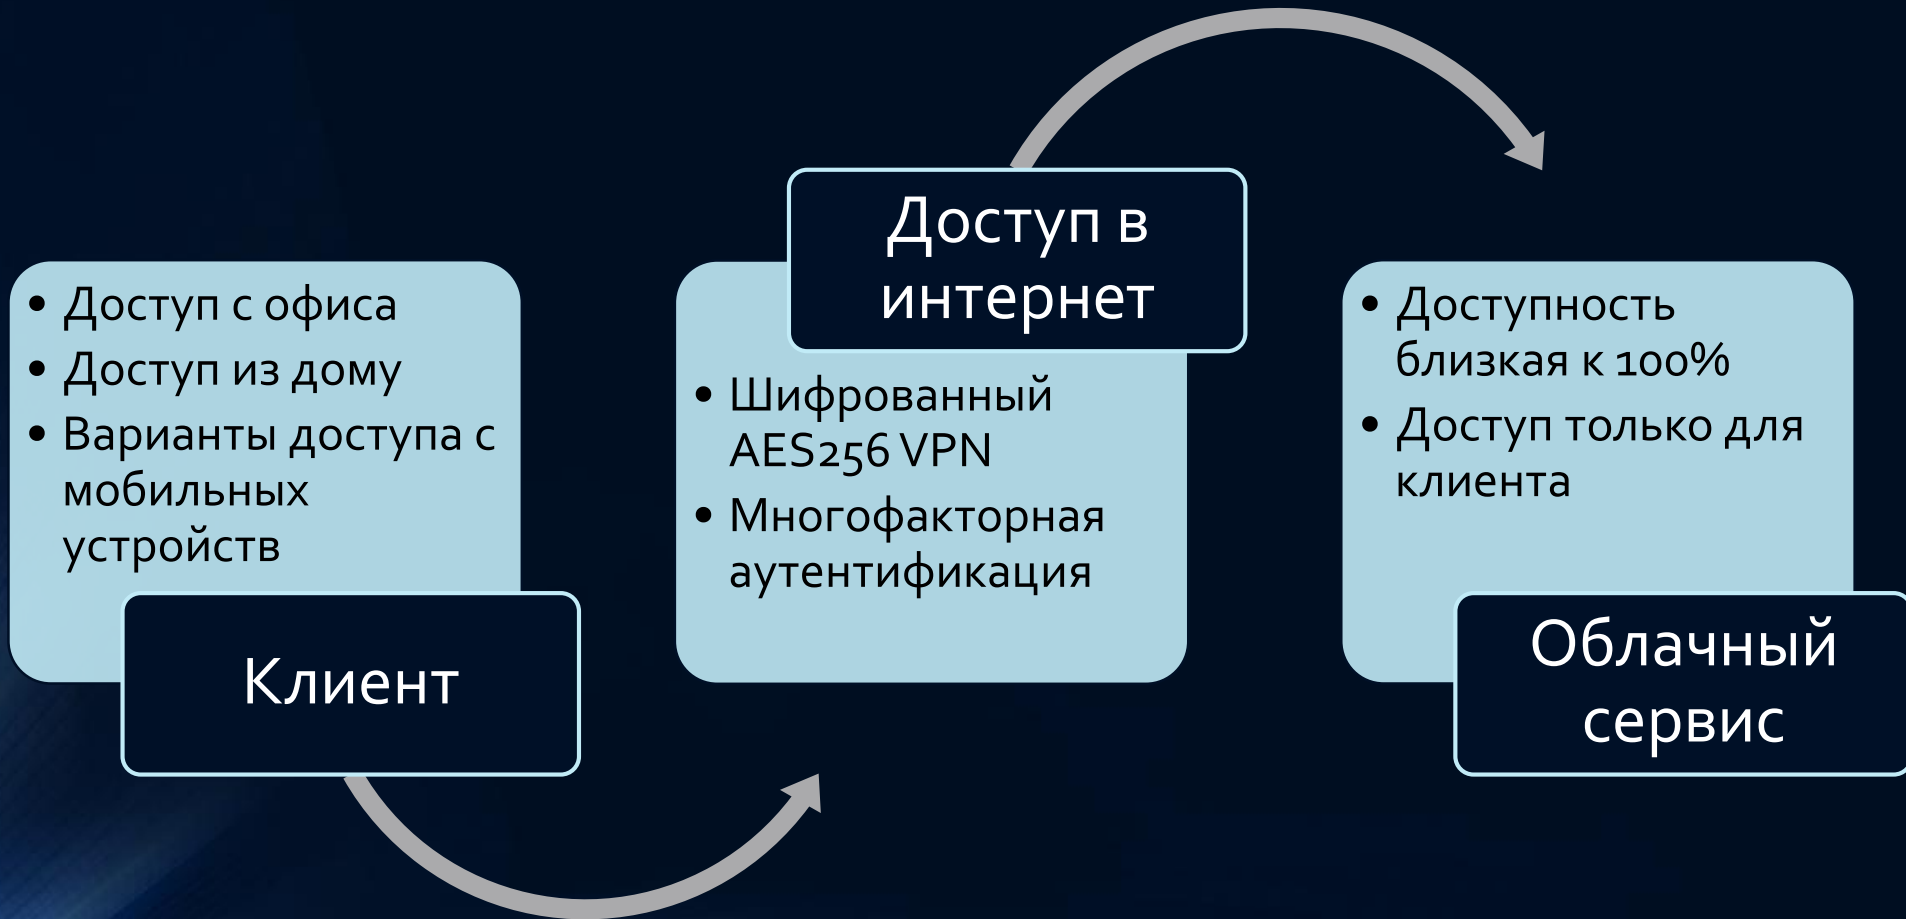 • Доступ с офиса
• Доступ из дому
• Варианты доступа с
мобильных
устройств
Клиент
Доступ в
интернет
• Шифрованный
AES256 VPN
• Многофакторная
аутентификация
• Доступность
близкая к 100%
• Доступ только для
клиента
Облачный
сервис